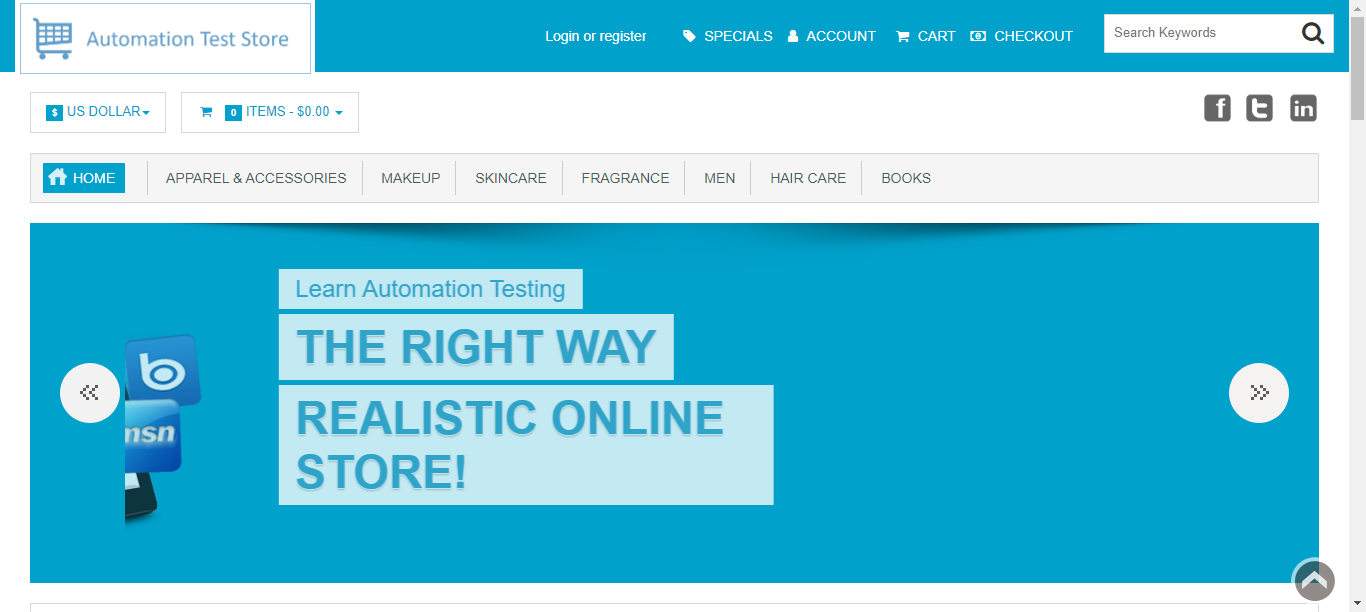 Automation Test Store
Login or register SPECIALS ACCOUNT CART CHECKOUT Search Keywords
$ US DOLLAR 0 ITEMS - $0.00 f t in
HOME APPAREL & ACCESSORIES MAKEUP SKINCARE FRAGRANCE MEN HAIR CARE BOOKS
Learn Automation Testing
THE RIGHT WAY
REALISTIC ONLINE
STORE!
b
msn